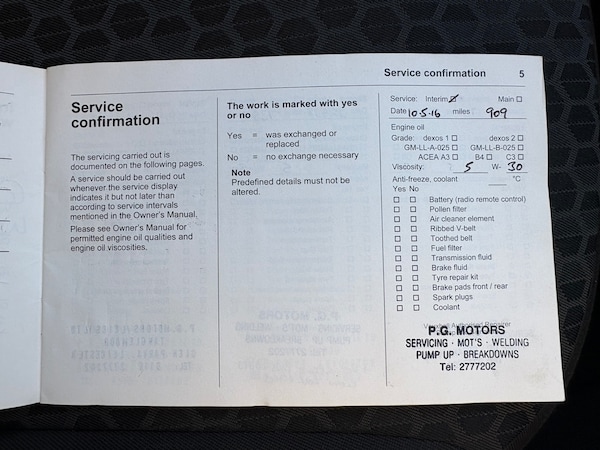 Service confirmation 5
Service
confirmation
The servicing carried out is
documented on the following pages.
A service should be carried out
whenever the service display
indicates it but not later than
according to service intervals
mentioned in the Owner's Manual.
Please see Owner's Manual for
permitted engine oil qualities and
engine oil viscosities.
The work is marked with yes
or no
Yes = was exchanged or
replaced
No = no exchange necessary
Note
Predefined details must not be
altered.
Service: Interim ☑ Main ☐
Date 10.5.16 miles 909
Engine oil
Grade: dexos 1 ☐ dexos 2 ☐
GM-LL-A-025 ☐ GM-LL-B-025 ☐
ACEA A3 ☐ B4 ☐ C3 ☐
Viscosity: 5 W- 30
Anti-freeze, coolant °C
Yes No
☐ ☐ Battery (radio remote control)
☐ ☐ Pollen filter
☐ ☐ Air cleaner element
☐ ☐ Ribbed V-belt
☐ ☐ Toothed belt
☐ ☐ Fuel filter
☐ ☐ Transmission fluid
☐ ☐ Brake fluid
☐ ☐ Tyre repair kit
☐ ☐ Brake pads front / rear
☐ ☐ Spark plugs
☐ ☐ Coolant
Authorised Repairer
P.G. MOTORS
SERVICING · MOT'S · WELDING
PUMP UP · BREAKDOWNS
Tel: 2777202